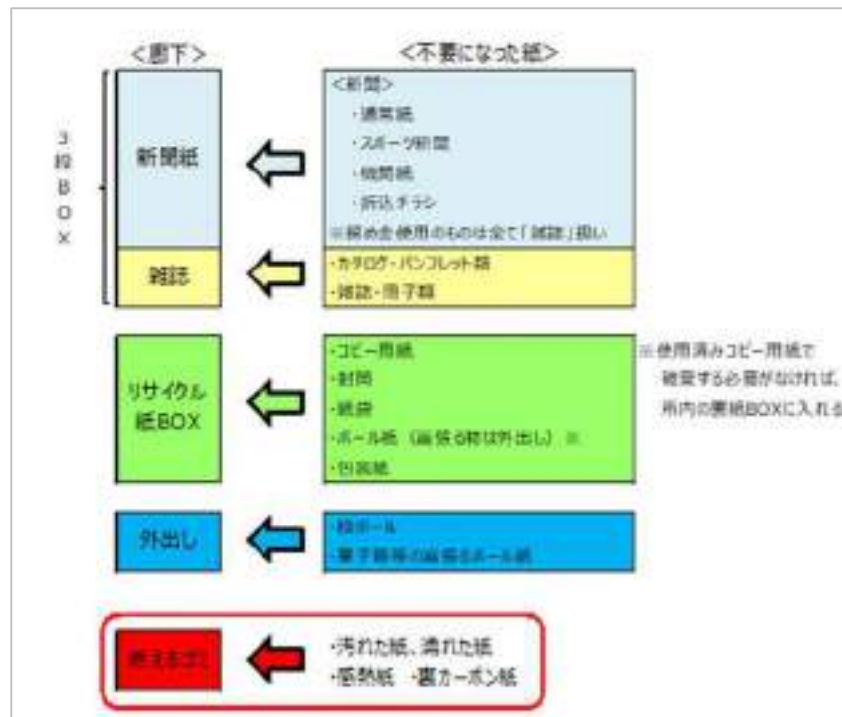 <廊下>
<不要になった紙>
3段BOX
新聞紙
<新聞>
・通常紙
・スポーツ新聞
・機関紙
・折込チラシ
使用のものは全て「雑誌」扱い
雑誌
・カタログ・パンフレット類
・雑誌・冊子類
リサイクル
紙BOX
・コピー用紙
・封筒
・紙袋
・ボール紙(嵩張る物は外出し) ※
・包装紙
※使用済みコピー用紙で
する必要がなければ、
所内の裏紙BOXに入れる
外出し
・段ボール
・菓子箱等の嵩張るボール紙
燃えるゴミ
・汚れた紙、濡れた紙
・感熱紙 ・裏カーボン紙